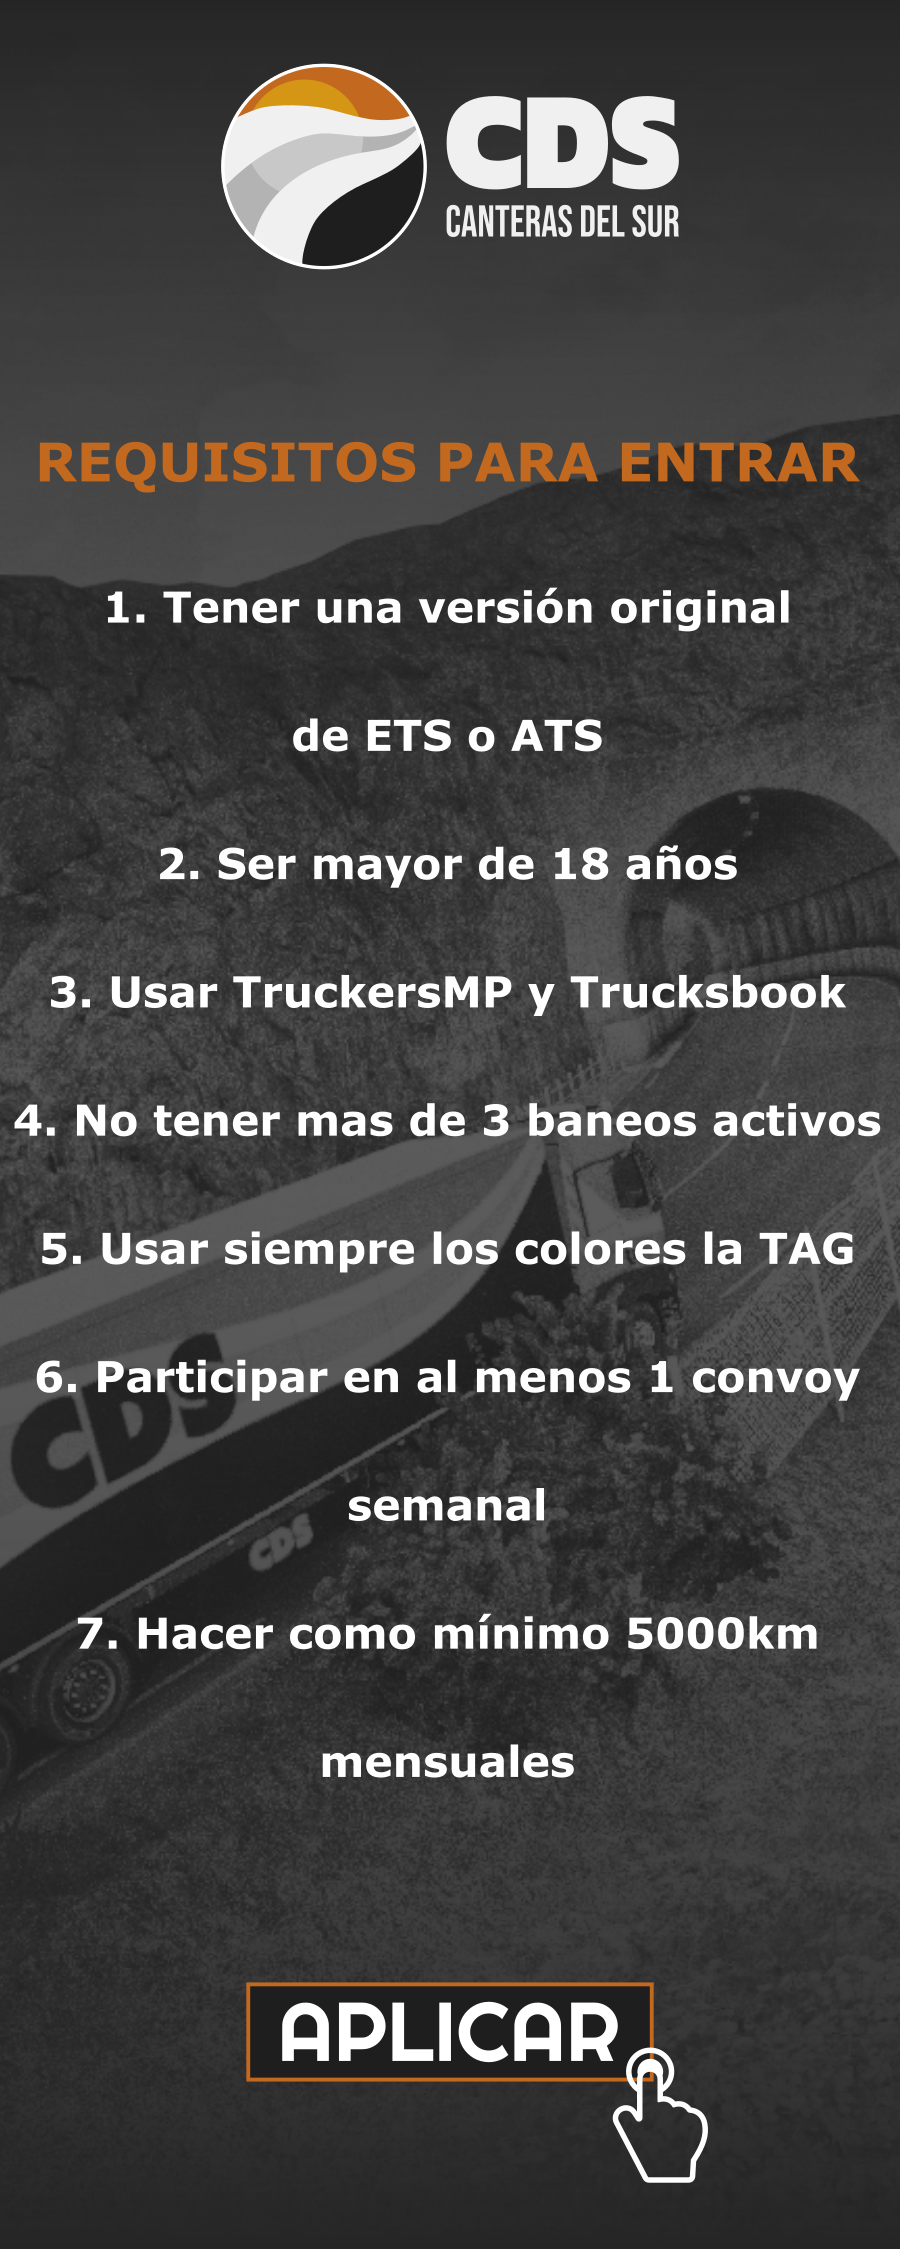 CDS
CANTERAS DEL SUR
REQUISITOS PARA ENTRAR
1. Tener una versión original
de ETS o ATS
2. Ser mayor de 18 años
3. Usar TruckersMP y Trucksbook
4. No tener mas de 3 baneos activos
5. Usar siempre los colores la TAG
6. Participar en al menos 1 convoy
CDS
semanal
CDS
7. Hacer como mínimo 5000km
mensuales
APLICAR